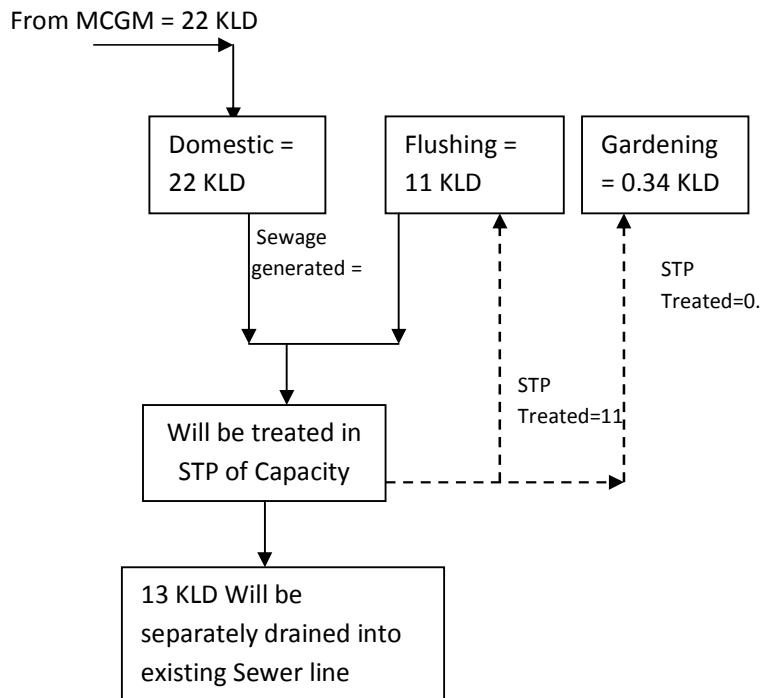 From MCGM = 22 KLD
Domestic =
22 KLD
Flushing =
11 KLD
Gardening
= 0.34 KLD
Sewage
generated =
STP
Treated=0.
STP
Treated=11
Will be treated in
STP of Capacity
13 KLD Will be
separately drained into
existing Sewer line